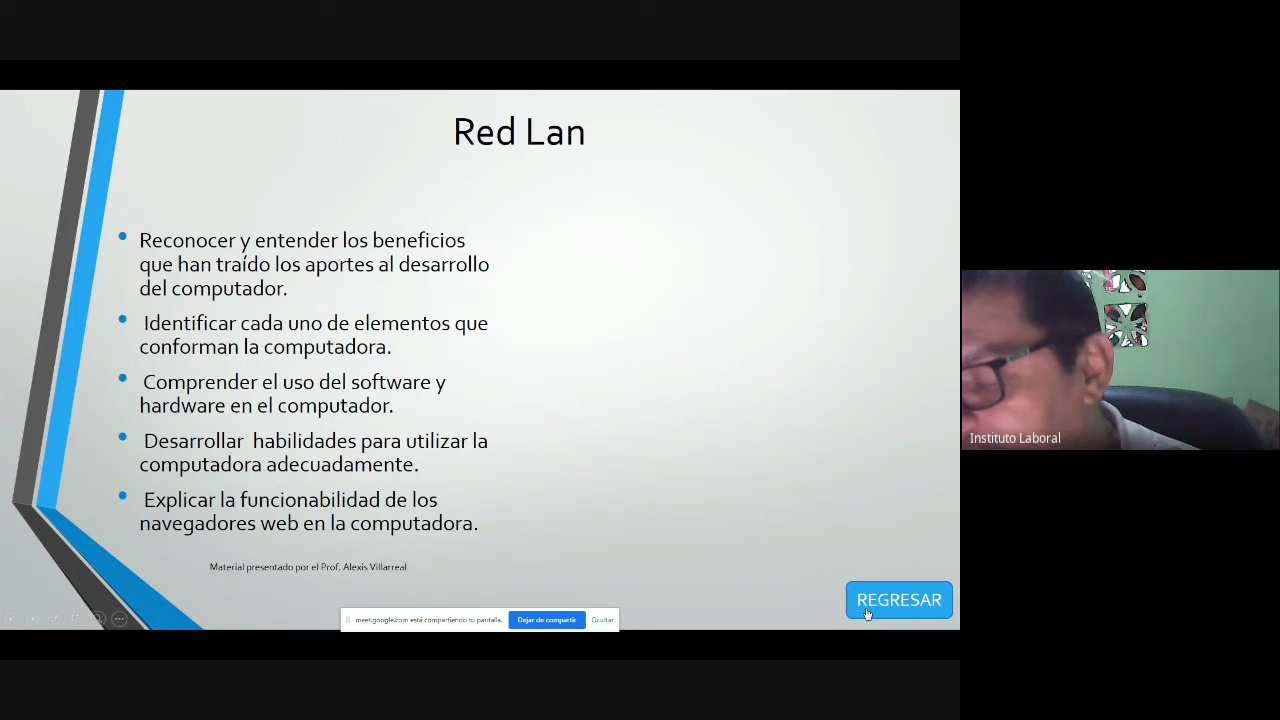 Red Lan
Reconocer y entender los beneficios
que han traído los aportes al desarrollo
del computador.
Identificar cada uno de elementos que
conforman la computadora.
Comprender el uso del software y
hardware en el computador.
Desarrollar habilidades para utilizar la
computadora adecuadamente.
Explicar la funcionabilidad de los
navegadores web en la computadora.
Material presentado por el Prof. Alexis Villarreal
REGRESAR
meet.google.com está compartiendo tu pantalla.
Dejar de compartir
Ocultar
Instituto Laboral